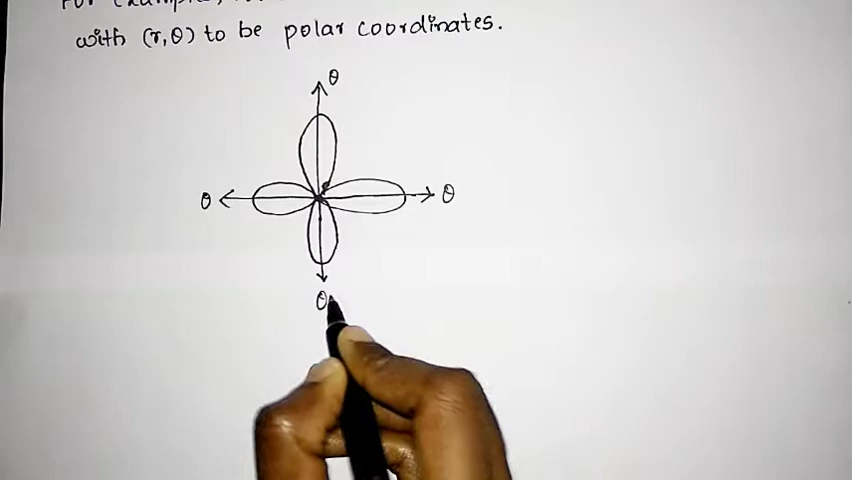 with (r,θ) to be polar coordinates.
θ
θ
θ
θ